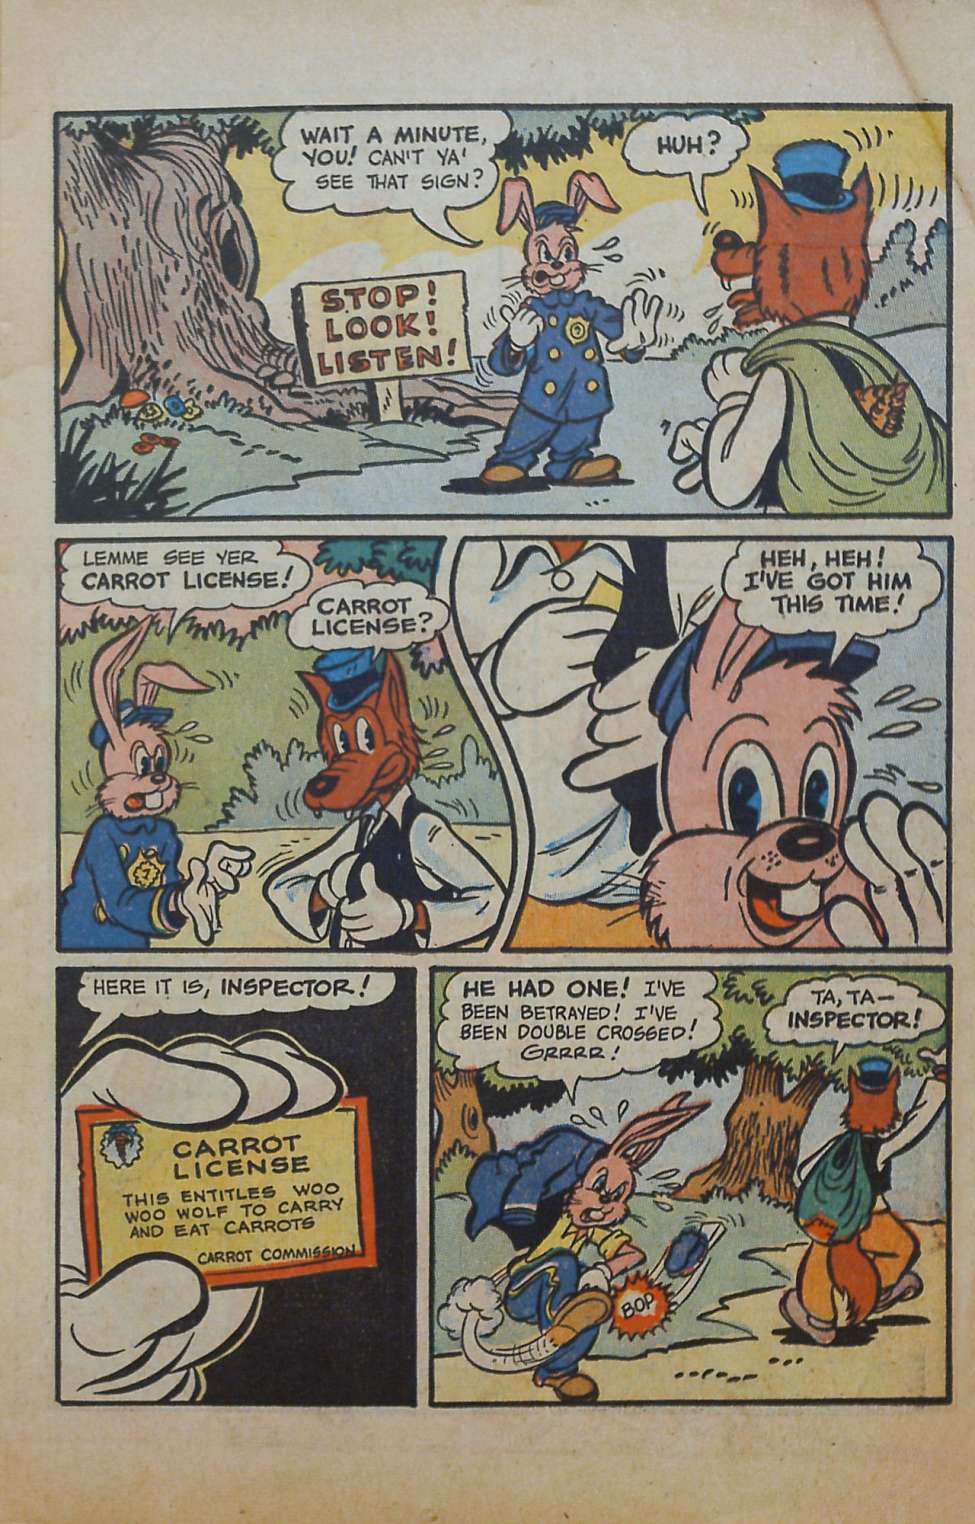 WAIT A MINUTE,
YOU! CAN'T YA'
SEE THAT SIGN?
HUH?
STOP!
LOOK!
LISTEN!
LEMME SEE YER
CARROT LICENSE!
CARROT
LICENSE?
HEH, HEH!
I'VE GOT HIM
THIS TIME!
HERE IT IS, INSPECTOR!
CARROT
LICENSE
THIS ENTITLES WOO
WOO WOLF TO CARRY
AND EAT CARROTS
CARROT COMMISSION
HE HAD ONE! I'VE
BEEN BETRAYED! I'VE
BEEN DOUBLE CROSSED!
GRRRR!
TA, TA—
INSPECTOR!
BOP